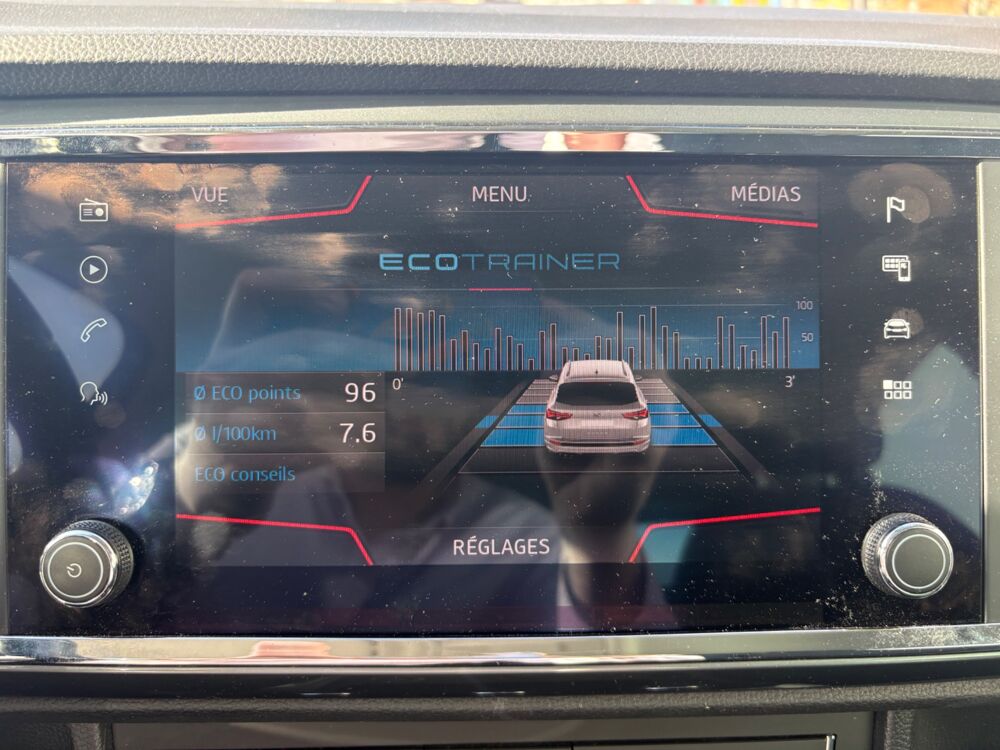 VUE
MENU
MÉDIAS
ECOTRAINER
100
50
0'
3'
Ø ECO points 96
Ø l/100km 7.6
ECO conseils
RÉGLAGES